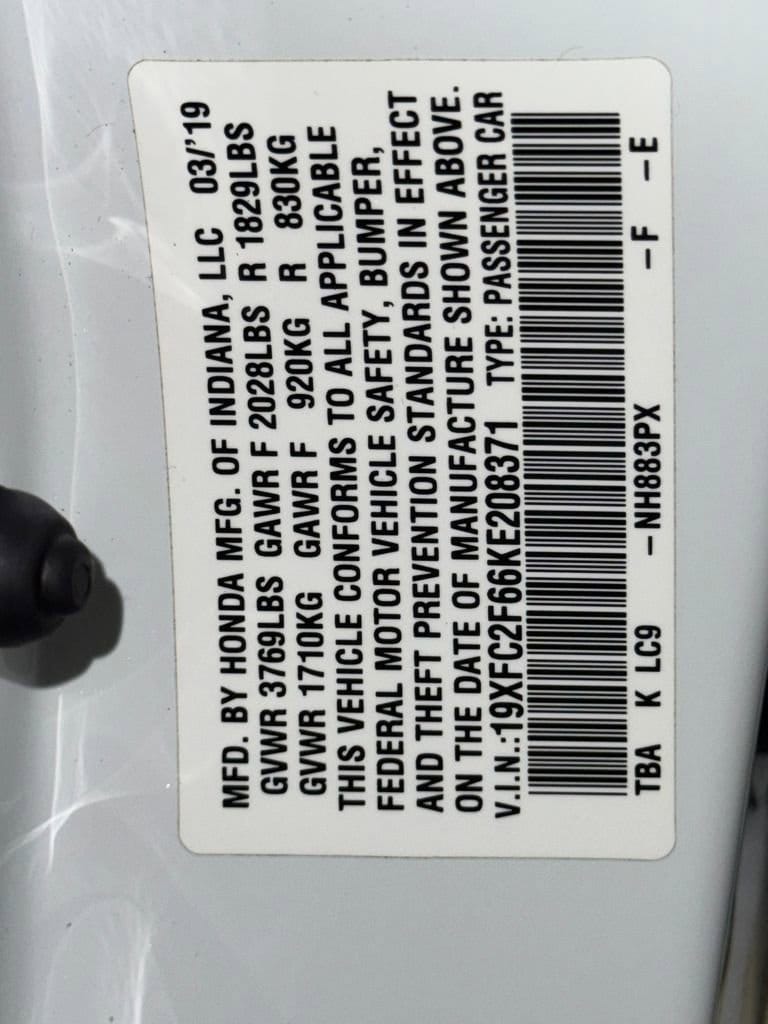 MFD. BY HONDA MFG. OF INDIANA, LLC 03/'19
GVWR 3769LBS GAWR F 2028LBS R 1829LBS
GVWR 1710KG GAWR F 920KG R 830KG
THIS VEHICLE CONFORMS TO ALL APPLICABLE
FEDERAL MOTOR VEHICLE SAFETY, BUMPER,
AND THEFT PREVENTION STANDARDS IN EFFECT
ON THE DATE OF MANUFACTURE SHOWN ABOVE.
V.I.N.:19XFC2F66KE208371 TYPE: PASSENGER CAR
TBA K LC9 –NH883PX –F –E